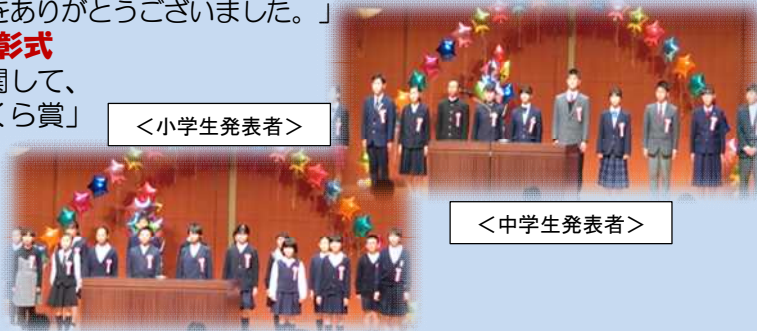 をありがとうございました。」
彰式
関して、
くら賞」
＜小学生発表者＞
＜中学生発表者＞